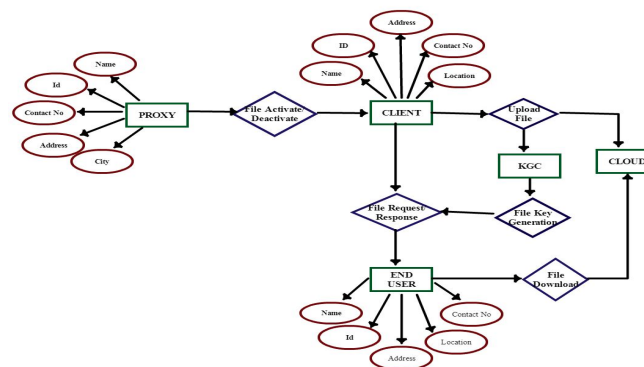 Address
ID
Contact No
Name
Location
Name
Id
Contact No
Address
City
PROXY
File Activate/
Deactivate
CLIENT
Upload
File
KGC
CLOUD
File Request/
Response
File Key
Generation
END
USER
File
Download
Name
Id
Address
Location
Contact No